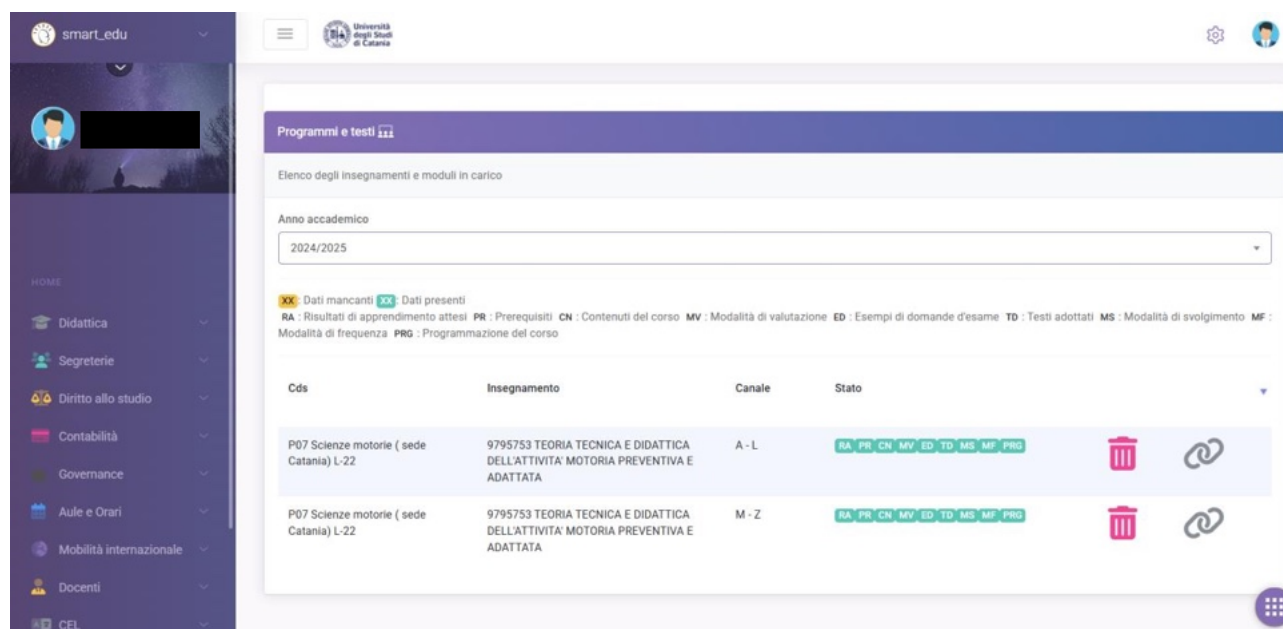 smart_edu
Università
degli Studi
di Catania
Programmi e testi
Elenco degli insegnamenti e moduli in carico
Anno accademico
2024/2025
HOME
Didattica
Segreterie
Diritto allo studio
Contabilità
Governance
Aule e Orari
Mobilità internazionale
Docenti
CFL
XX : Dati mancanti XX : Dati presenti
RA : Risultati di apprendimento attesi PR : Prerequisiti CN : Contenuti del corso MV : Modalità di valutazione ED : Esempi di domande d'esame TD : Testi adottati MS : Modalità di svolgimento MF :
Modalità di frequenza PRG : Programmazione del corso
Cds Insegnamento Canale Stato
P07 Scienze motorie ( sede
Catania) L-22
9795753 TEORIA TECNICA E DIDATTICA
DELL'ATTIVITA' MOTORIA PREVENTIVA E
ADATTATA
A - L
RA PR CN MV ED TD MS MF PRG
P07 Scienze motorie ( sede
Catania) L-22
9795753 TEORIA TECNICA E DIDATTICA
DELL'ATTIVITA' MOTORIA PREVENTIVA E
ADATTATA
M - Z
RA PR CN MV ED TD MS MF PRG